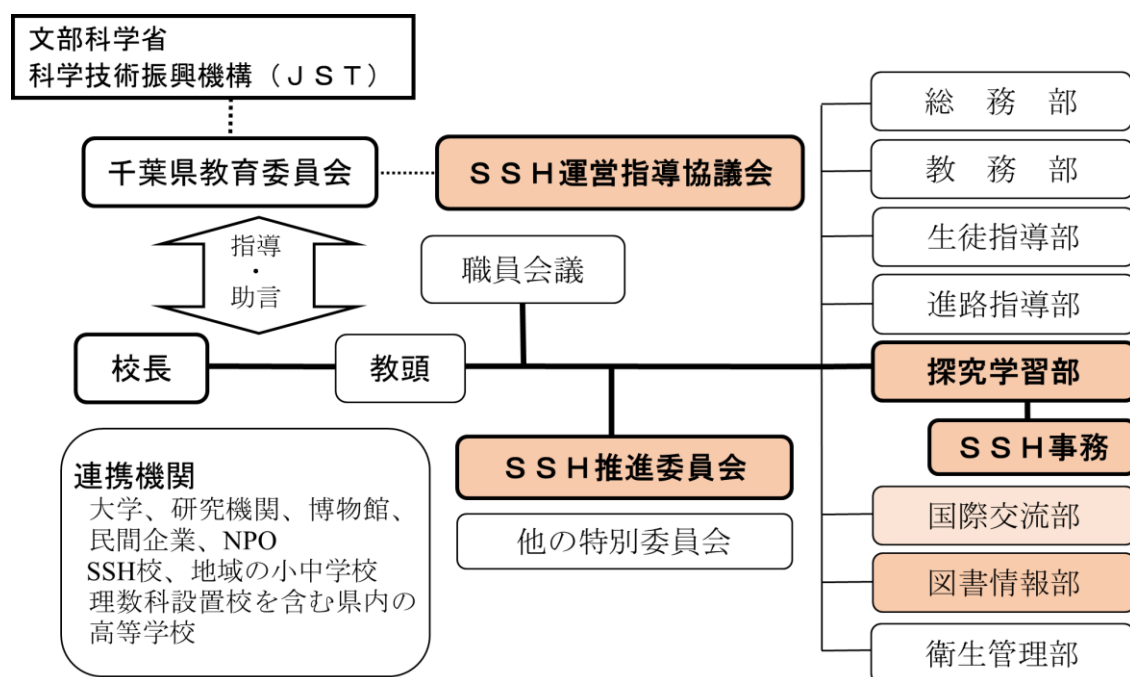 文部科学省
科学技術振興機構（ＪＳＴ）
千葉県教育委員会
ＳＳＨ運営指導協議会
指導
・
助言
職員会議
校長
教頭
ＳＳＨ推進委員会
他の特別委員会
連携機関
大学、研究機関、博物館、
民間企業、NPO
SSH校、地域の小中学校
理数科設置校を含む県内の
高等学校
総　務　部
教　務　部
生徒指導部
進路指導部
探究学習部
ＳＳＨ事務
国際交流部
図書情報部
衛生管理部